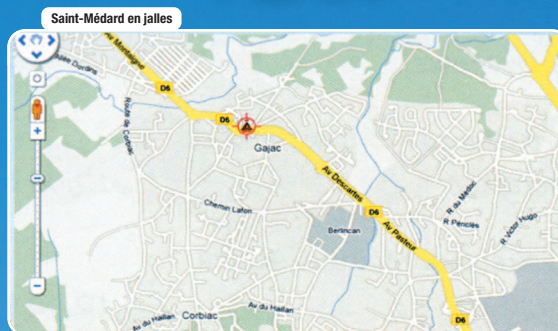 Saint-Médard en jalles
Av Montaigne
D6
Route de Corbiac
D6
Gajac
Av Descartes
Chemin Lafon
D6
R du Médoc
R Périclès
R Victor Hugo
Berlincan
Av Pasteur
Av du Haillan
Av du Haillan
Corbiac
D6